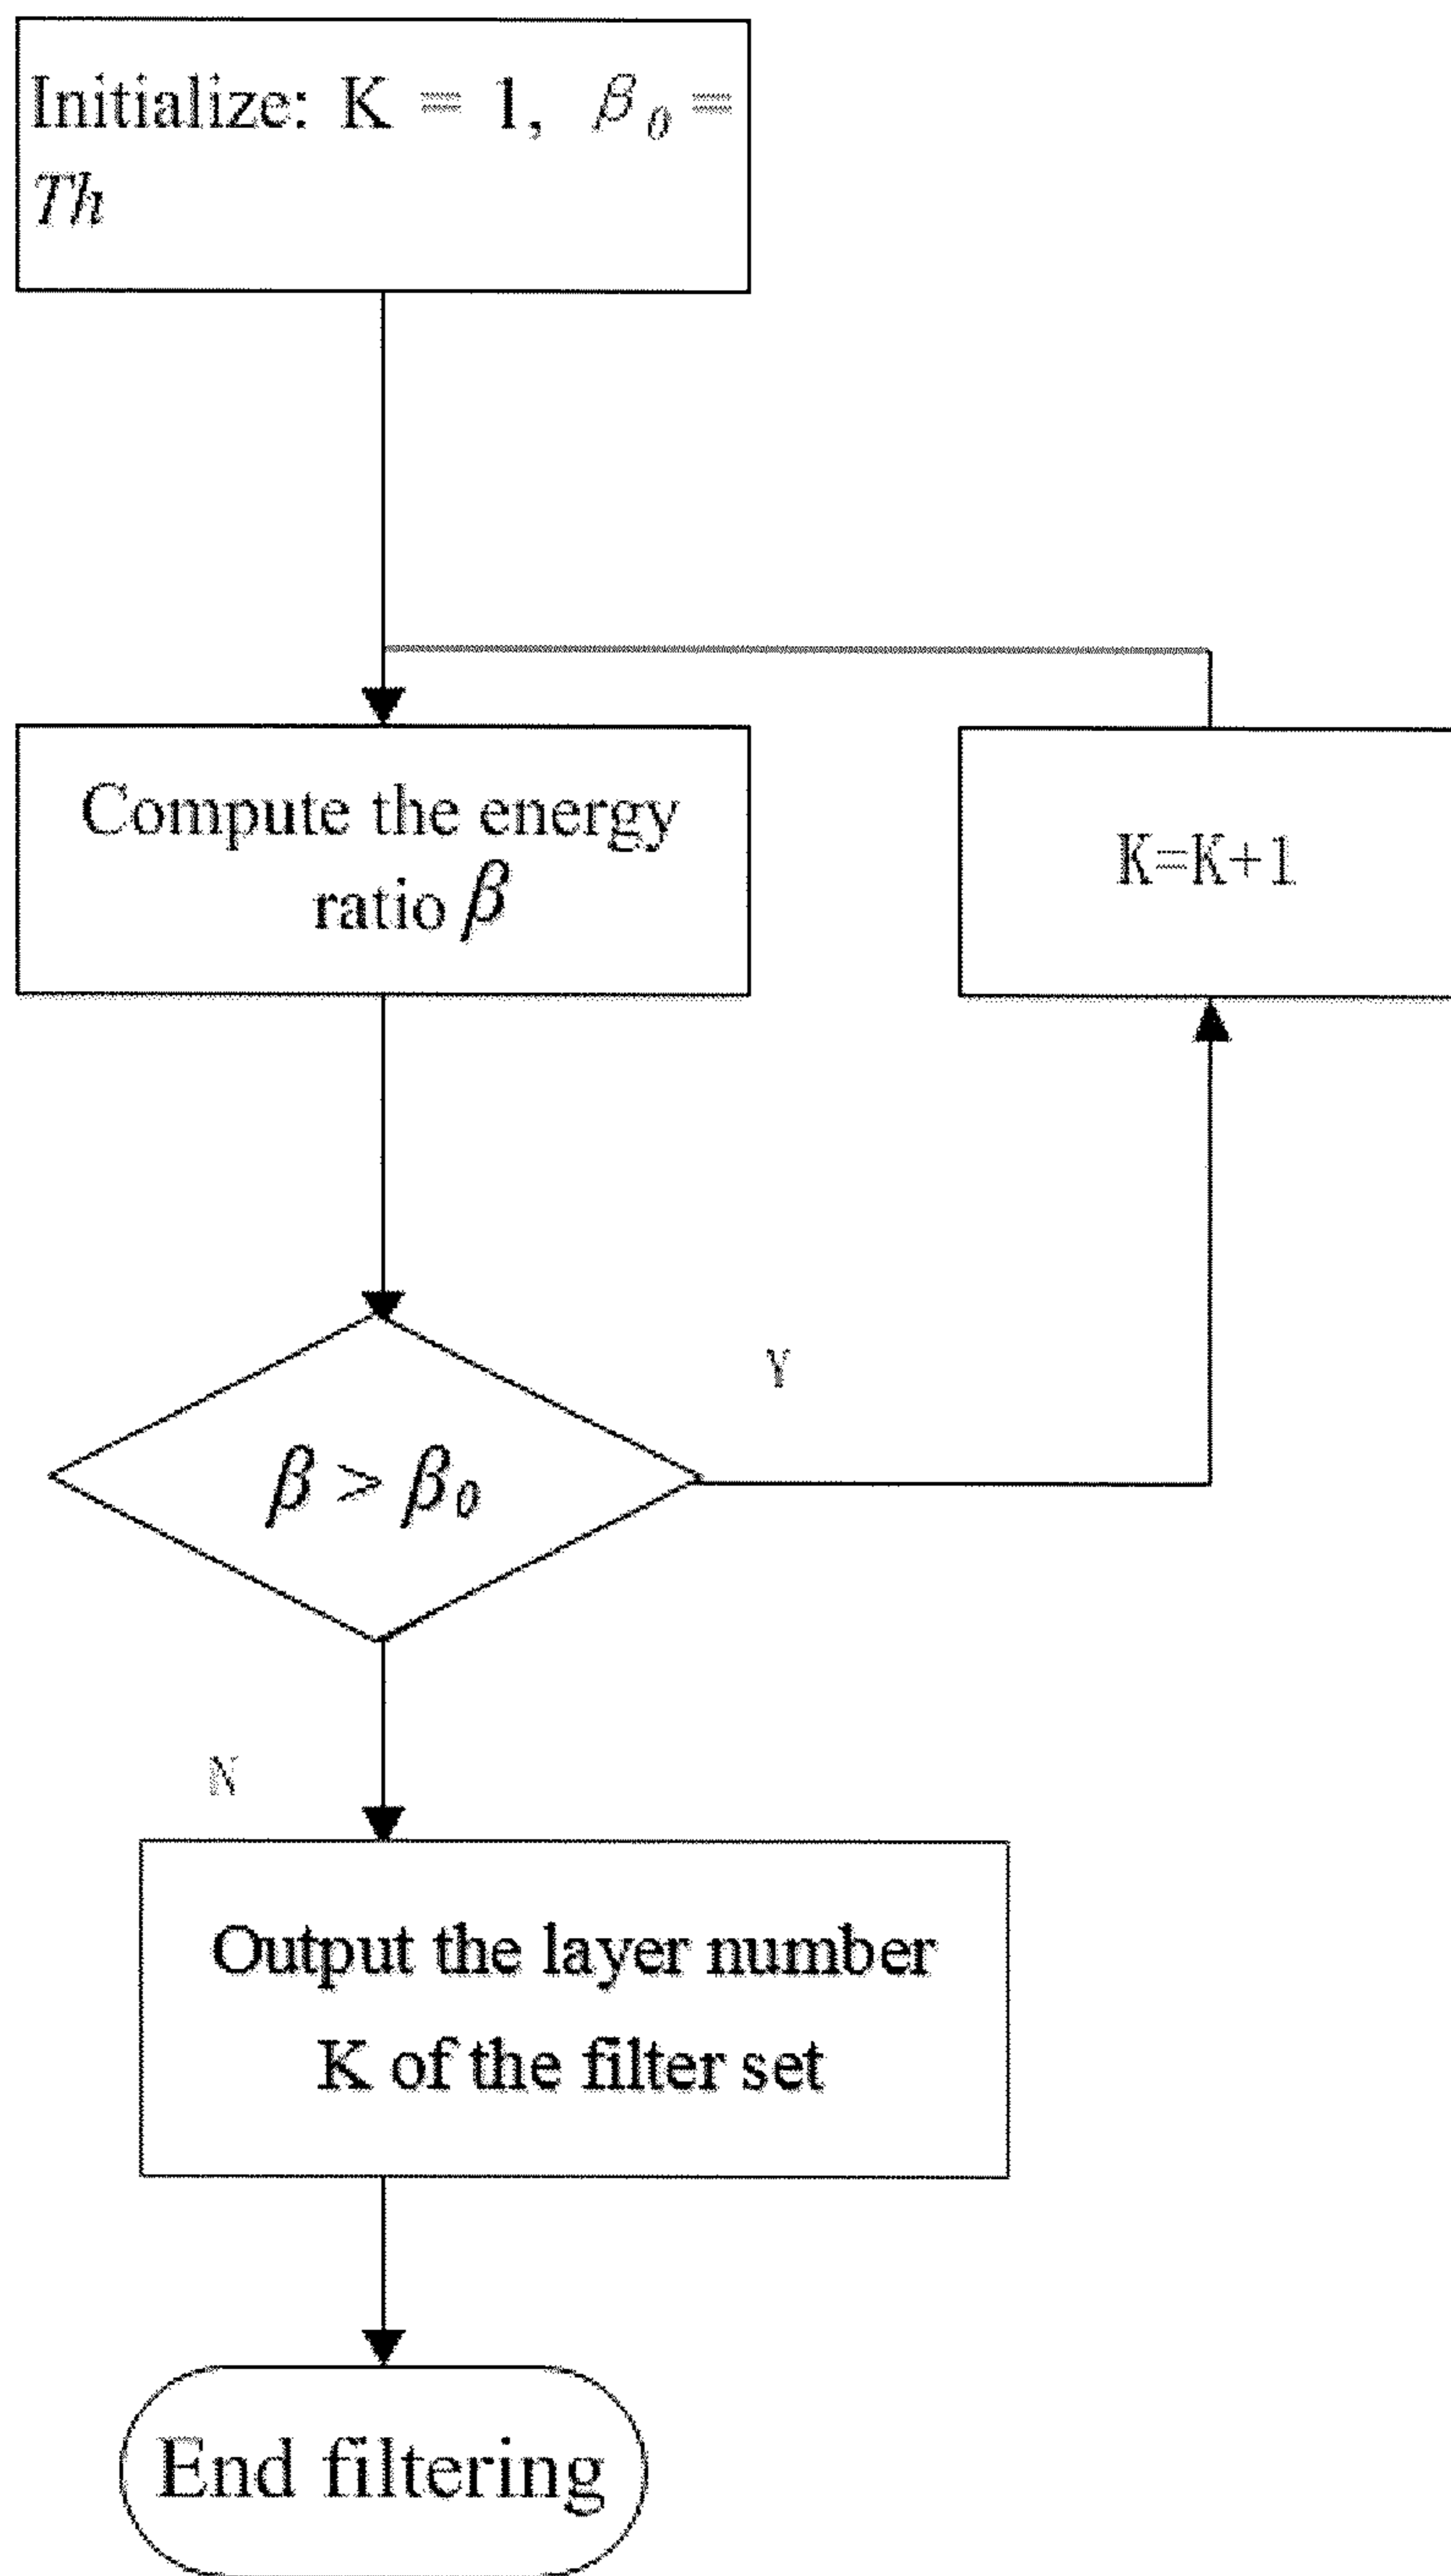 Initialize: K = 1, β₀ =
Th
Compute the energy
ratio β
K=K+1
β > β₀
Y
N
Output the layer number
K of the filter set
End filtering